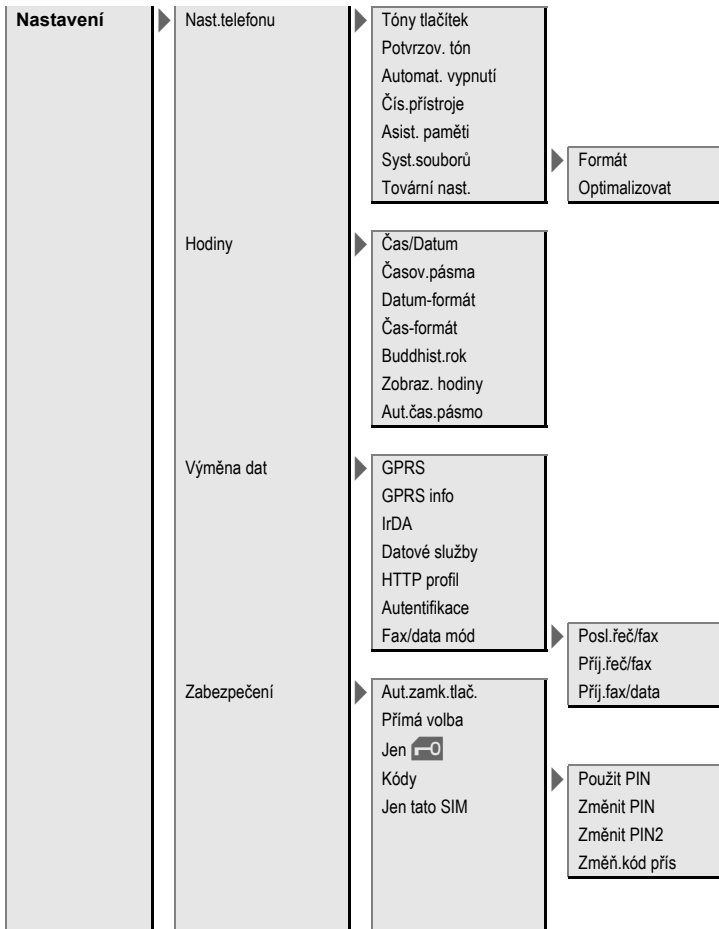 Nastavení Nast.telefonu Tóny tlačítek
Potvrzov. tón
Automat. vypnutí
Čís.přístroje
Asist. paměti
Syst.souborů Formát
Tovární nast. Optimalizovat
Hodiny Čas/Datum
Časov.pásma
Datum-formát
Čas-formát
Buddhist.rok
Zobraz. hodiny
Aut.čas.pásmo
Výměna dat GPRS
GPRS info
IrDA
Datové služby
HTTP profil
Autentifikace
Fax/data mód Posl.řeč/fax
Příj.řeč/fax
Zabezpečení Aut.zamk.tlač. Příj.fax/data
Přímá volba
Jen
Kódy Použit PIN
Jen tato SIM Změnit PIN
Změnit PIN2
Změň.kód přís